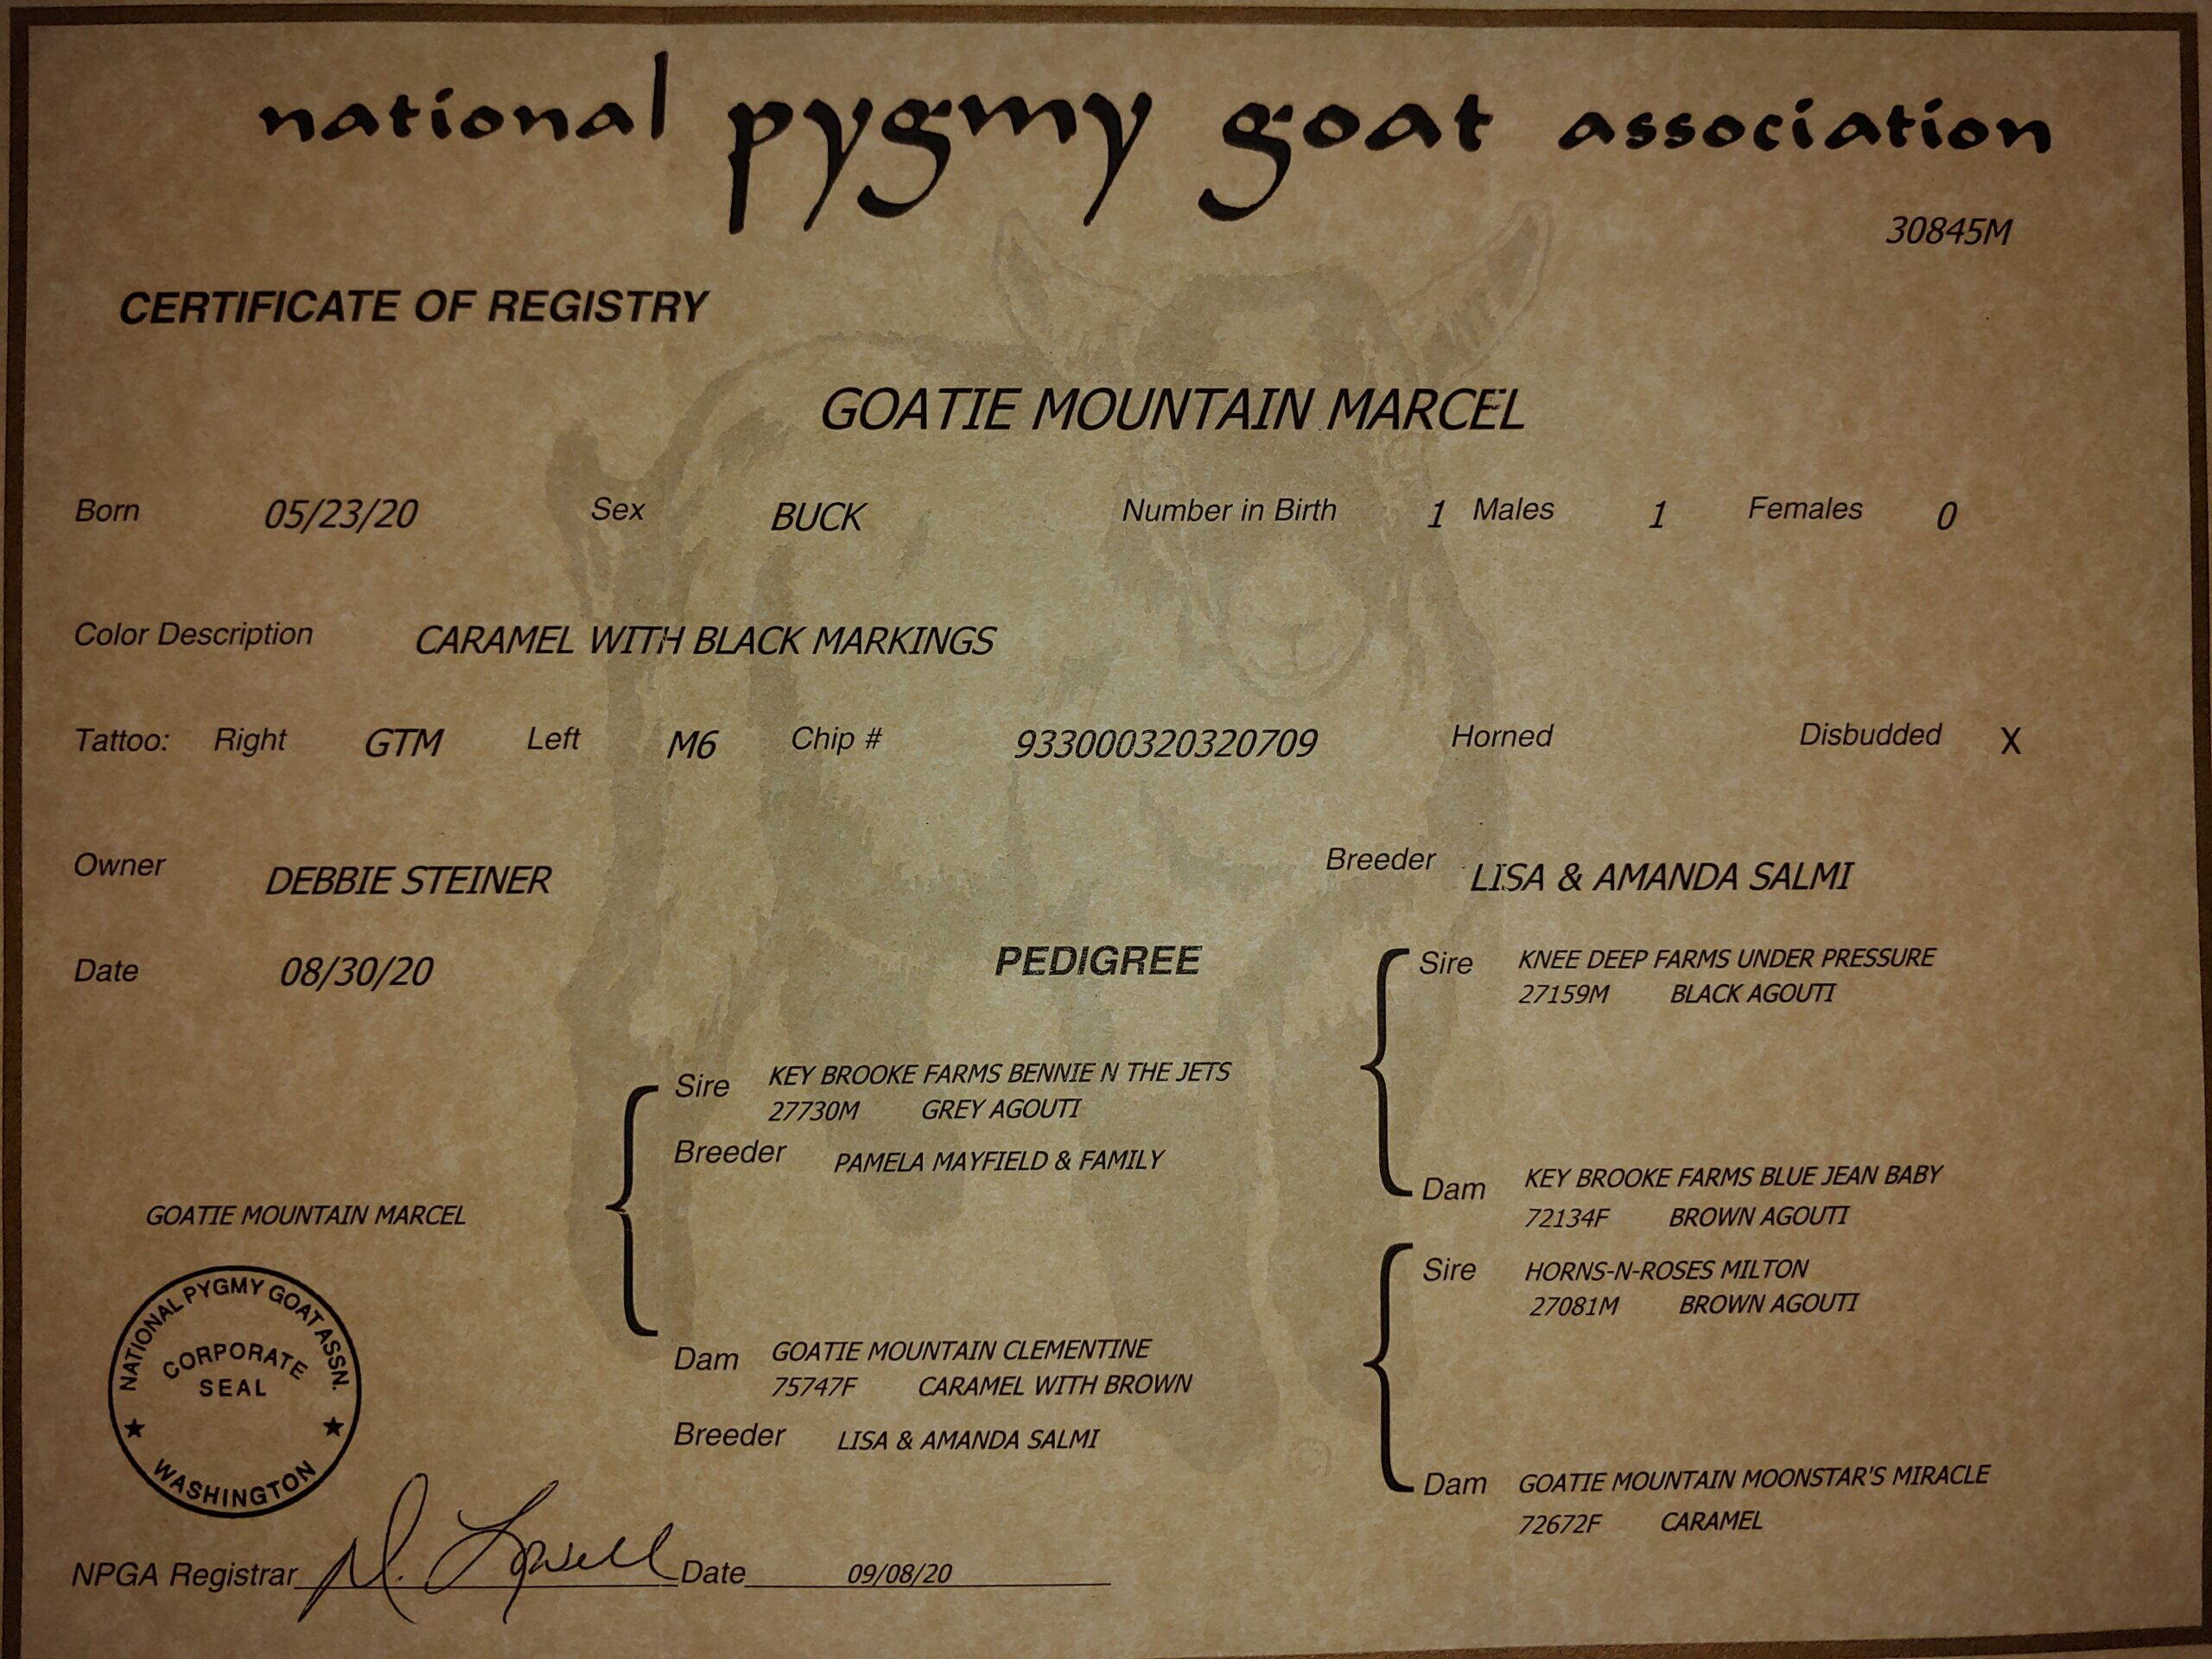 national pygmy goat association
30845M
CERTIFICATE OF REGISTRY
GOATIE MOUNTAIN MARCEL
Born 05/23/20 Sex BUCK Number in Birth 1 Males 1 Females 0
Color Description CARAMEL WITH BLACK MARKINGS
Tattoo: Right GTM Left M6 Chip # 933000320320709 Horned Disbudded X
Owner DEBBIE STEINER Breeder LISA & AMANDA SALMI
Date 08/30/20
PEDIGREE
Sire KNEE DEEP FARMS UNDER PRESSURE
27159M BLACK AGOUTI
Sire KEY BROOKE FARMS BENNIE N THE JETS
27730M GREY AGOUTI
Breeder PAMELA MAYFIELD & FAMILY
Dam KEY BROOKE FARMS BLUE JEAN BABY
72134F BROWN AGOUTI
GOATIE MOUNTAIN MARCEL
Sire HORNS-N-ROSES MILTON
27081M BROWN AGOUTI
Dam GOATIE MOUNTAIN CLEMENTINE
75747F CARAMEL WITH BROWN
Breeder LISA & AMANDA SALMI
Dam GOATIE MOUNTAIN MOONSTAR'S MIRACLE
72672F CARAMEL
NATIONAL PYGMY GOAT ASSN.
CORPORATE
SEAL
WASHINGTON
NPGA Registrar D. Lowell Date 09/08/20